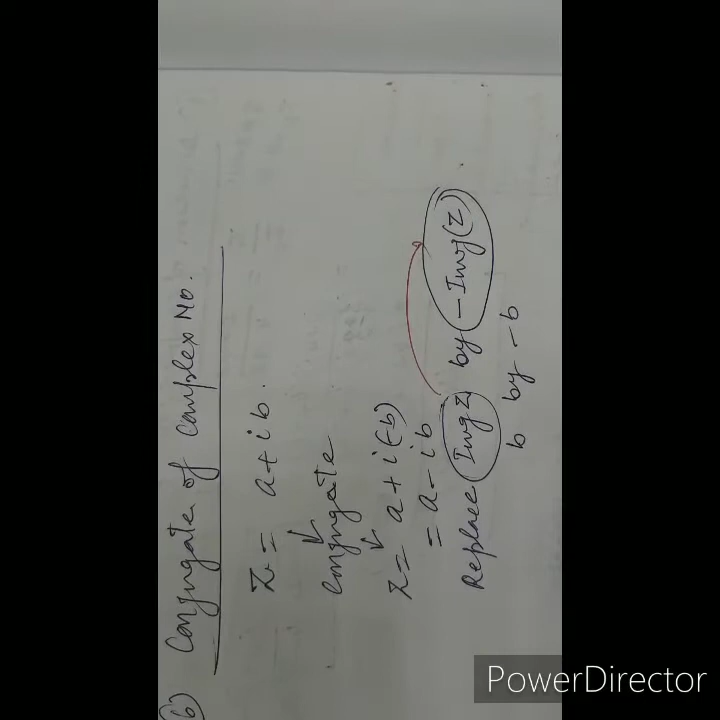 6) Conjugate of complex No.
Z = a + ib.
↓
conjugate
↓
Z = a + i(-b)
= a - ib
Replace Img Z by - Img(Z).
b by - b
PowerDirector